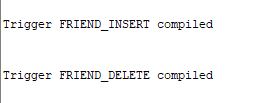 Trigger FRIEND_INSERT compiled
Trigger FRIEND_DELETE compiled